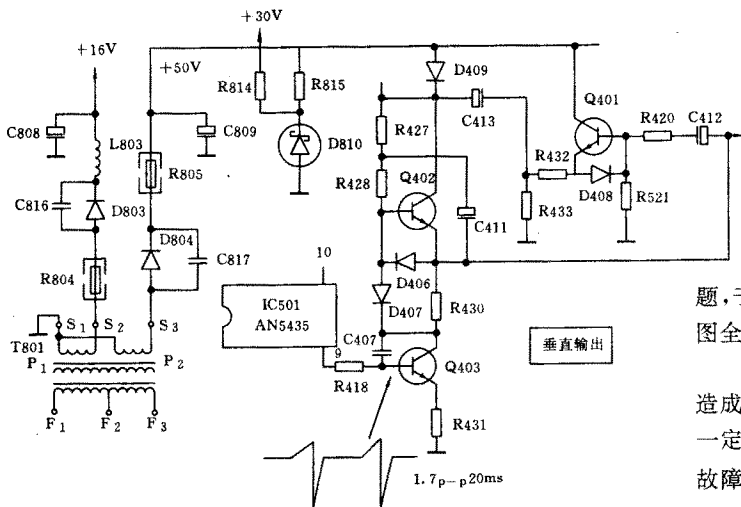 +30V
+16V
+50V
D409
R814
R815
Q401
C808
C809
R427
C413
R420
C412
L803
D810
R805
R432
R428
Q402
C816
D803
D408
R521
R433
C411
D804
R804
C817
10
D406
IC501
AN5435
D407
R430
S1
S2
S3
T801
C407
垂直输出
P1
P2
9
Q403
R418
F1
F2
F3
R431
1.7p-p20ms
图全
造成
一定
故障